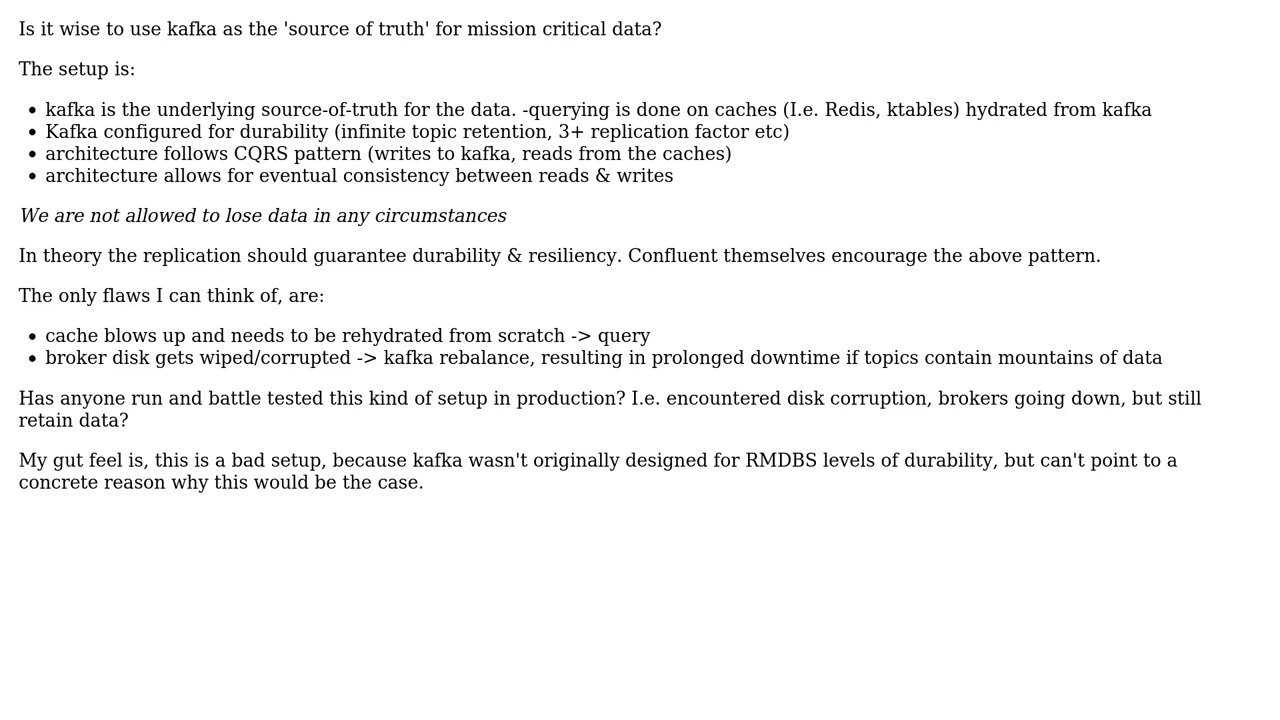 Is it wise to use kafka as the 'source of truth' for mission critical data?
The setup is:
• kafka is the underlying source-of-truth for the data. -querying is done on caches (I.e. Redis, ktables) hydrated from kafka
• Kafka configured for durability (infinite topic retention, 3+ replication factor etc)
• architecture follows CQRS pattern (writes to kafka, reads from the caches)
• architecture allows for eventual consistency between reads & writes
We are not allowed to lose data in any circumstances
In theory the replication should guarantee durability & resiliency. Confluent themselves encourage the above pattern.
The only flaws I can think of, are:
• cache blows up and needs to be rehydrated from scratch -> query
• broker disk gets wiped/corrupted -> kafka rebalance, resulting in prolonged downtime if topics contain mountains of data
Has anyone run and battle tested this kind of setup in production? I.e. encountered disk corruption, brokers going down, but still
retain data?
My gut feel is, this is a bad setup, because kafka wasn't originally designed for RMDBS levels of durability, but can't point to a
concrete reason why this would be the case.